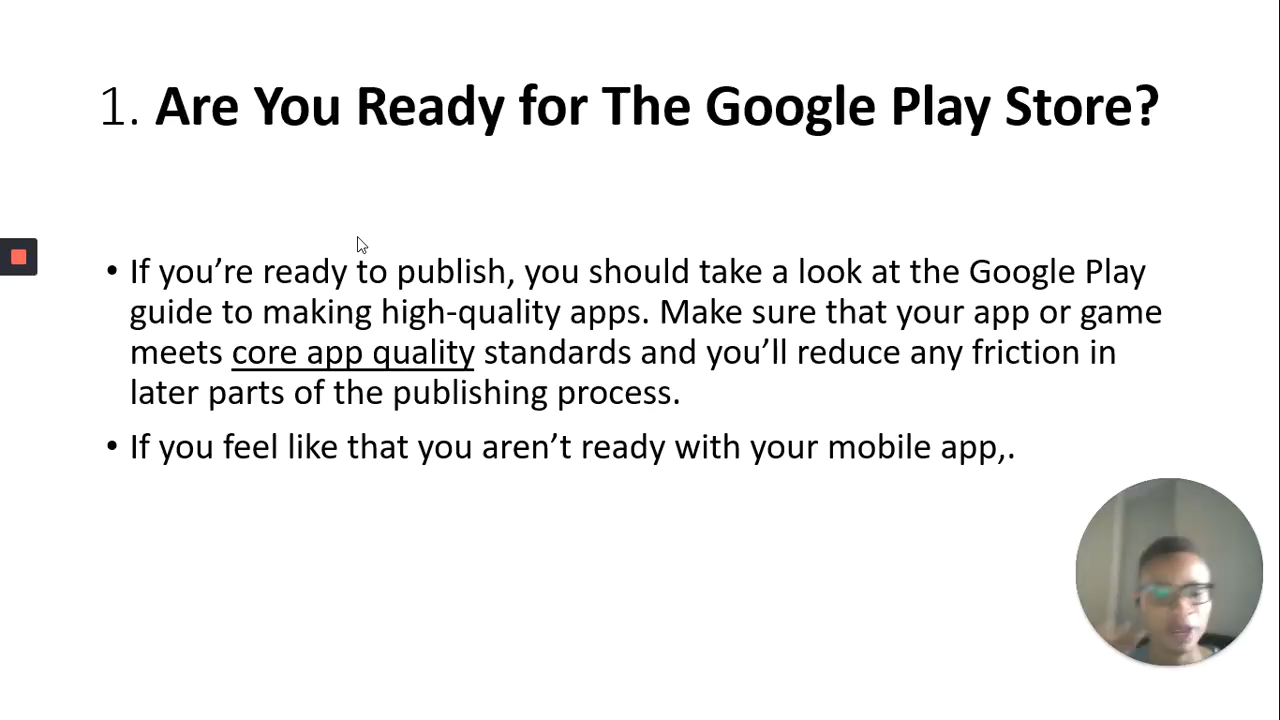 1. Are You Ready for The Google Play Store?
• If you’re ready to publish, you should take a look at the Google Play
guide to making high-quality apps. Make sure that your app or game
meets core app quality standards and you’ll reduce any friction in
later parts of the publishing process.
• If you feel like that you aren’t ready with your mobile app,.